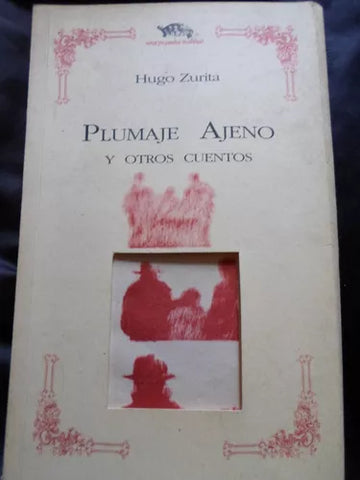 Hugo Zurita
PLUMAJE AJENO
Y OTROS CUENTOS